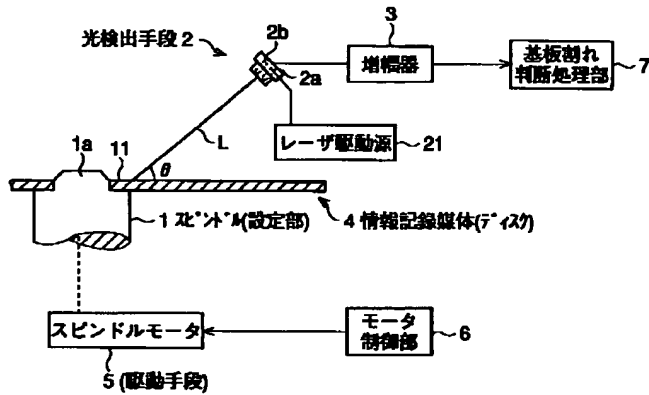 3
2b
光検出手段 2
増幅器
基板割れ
判断処理部
7
2a
1a
11
L
θ
レーザ駆動源
21
1 スピンドル(設定部)
4 情報記録媒体(ディスク)
スピンドルモータ
モータ
制御部
6
5 (駆動手段)